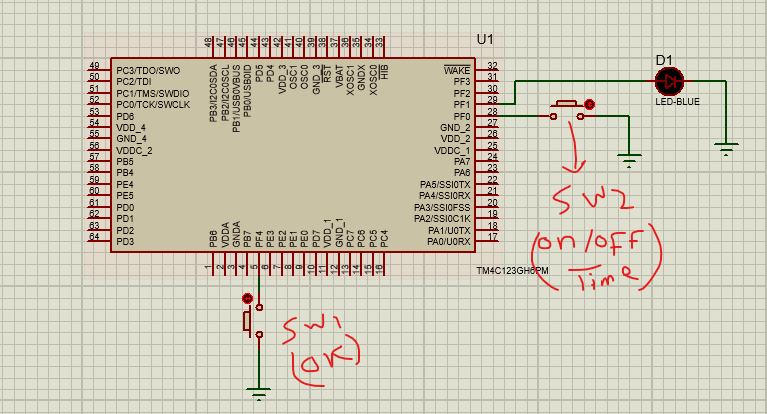 48 47 46 45 44 43 42 41 40 39 38 37 36 35 34 33
U1
PB3/I2C0SDA
PB2/I2C0SCL
PB1/USB0VBUS
PB0/USB0ID
PD5
PD4
VDD_3
OSC1
OSC0
GND_3
RST
VBAT
XOSC1
GNDX
XOSC0
HIB
49 PC3/TDO/SWO
50 PC2/TDI
51 PC1/TMS/SWDIO
52 PC0/TCK/SWCLK
53 PD6
54 VDD_4
55 GND_4
56 VDDC_2
57 PB5
58 PB4
59 PE4
60 PE5
61 PD0
62 PD1
63 PD2
64 PD3
WAKE 32
PF3 31
PF2 30
PF1 29
PF0 28
GND_2 27
VDD_2 26
VDDC_1 25
PA7 24
PA6 23
PA5/SSI0TX 22
PA4/SSI0RX 21
PA3/SSI0FSS 20
PA2/SSI0C1K 19
PA1/U0TX 18
PA0/U0RX 17
PB6
VDDA
GNDA
PB7
PF4
PE3
PE2
PE1
PE0
PD7
VDD_1
GND_1
PC7
PC6
PC5
PC4
1 2 3 4 5 6 7 8 9 10 11 12 13 14 15 16
TM4C123GH6PM
D1
LED-BLUE
SW2
(on/off
Time)
SW1
(OK)